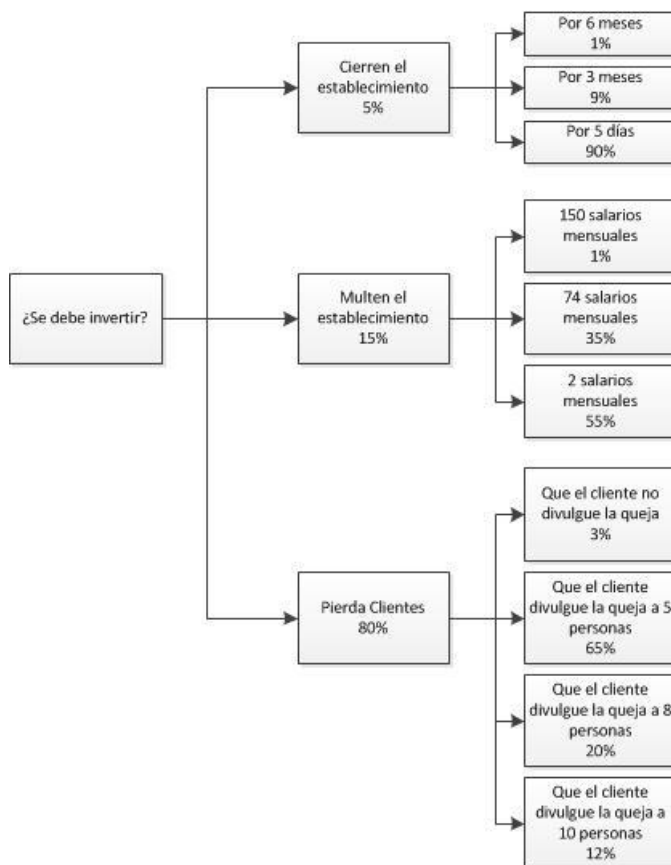 ¿Se debe invertir?
Cierren el
establecimiento
5%
Por 6 meses
1%
Por 3 meses
9%
Por 5 días
90%
Multen el
establecimiento
15%
150 salarios
mensuales
1%
74 salarios
mensuales
35%
2 salarios
mensuales
55%
Pierda Clientes
80%
Que el cliente no
divulgue la queja
3%
Que el cliente
divulgue la queja a 5
personas
65%
Que el cliente
divulgue la queja a 8
personas
20%
Que el cliente
divulgue la queja a
10 personas
12%